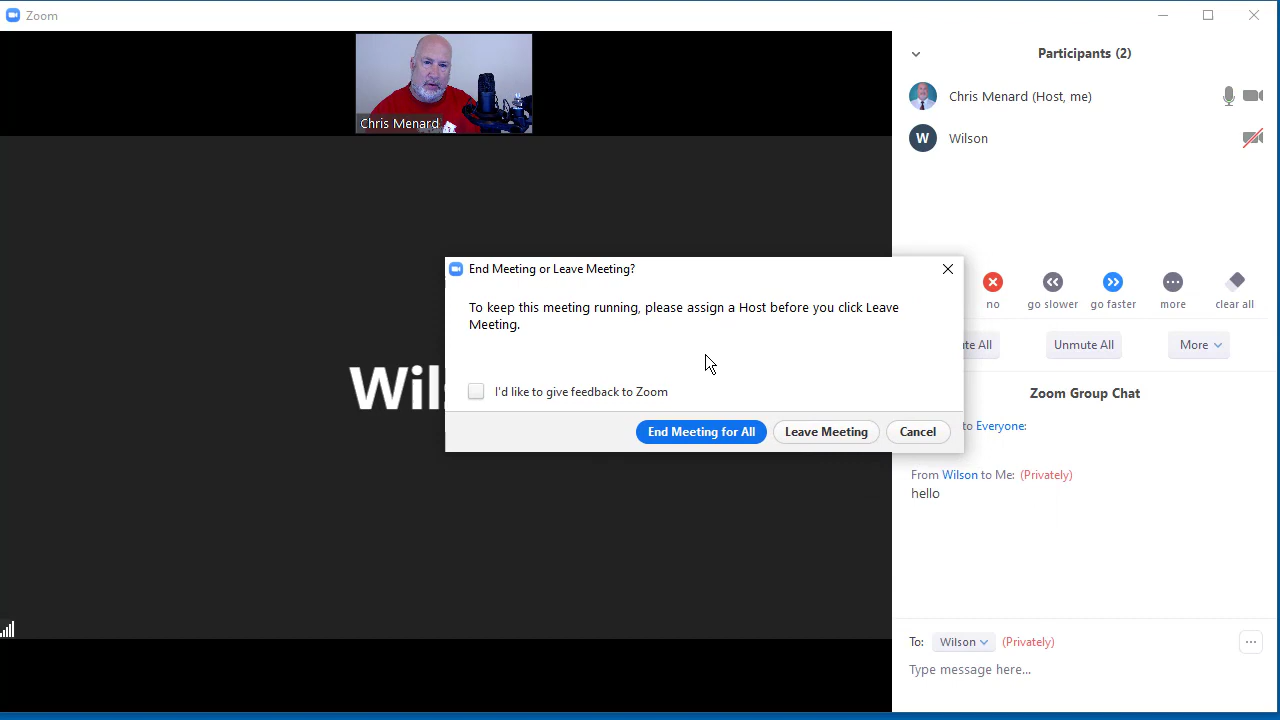 Zoom
Chris Menard
Wil
Participants (2)
Chris Menard (Host, me)
W
Wilson
no
go slower
go faster
more
clear all
te All
Unmute All
More
Zoom Group Chat
to Everyone:
From Wilson to Me: (Privately)
hello
To: Wilson (Privately)
Type message here...
End Meeting or Leave Meeting?
To keep this meeting running, please assign a Host before you click Leave
Meeting.
I'd like to give feedback to Zoom
End Meeting for All
Leave Meeting
Cancel